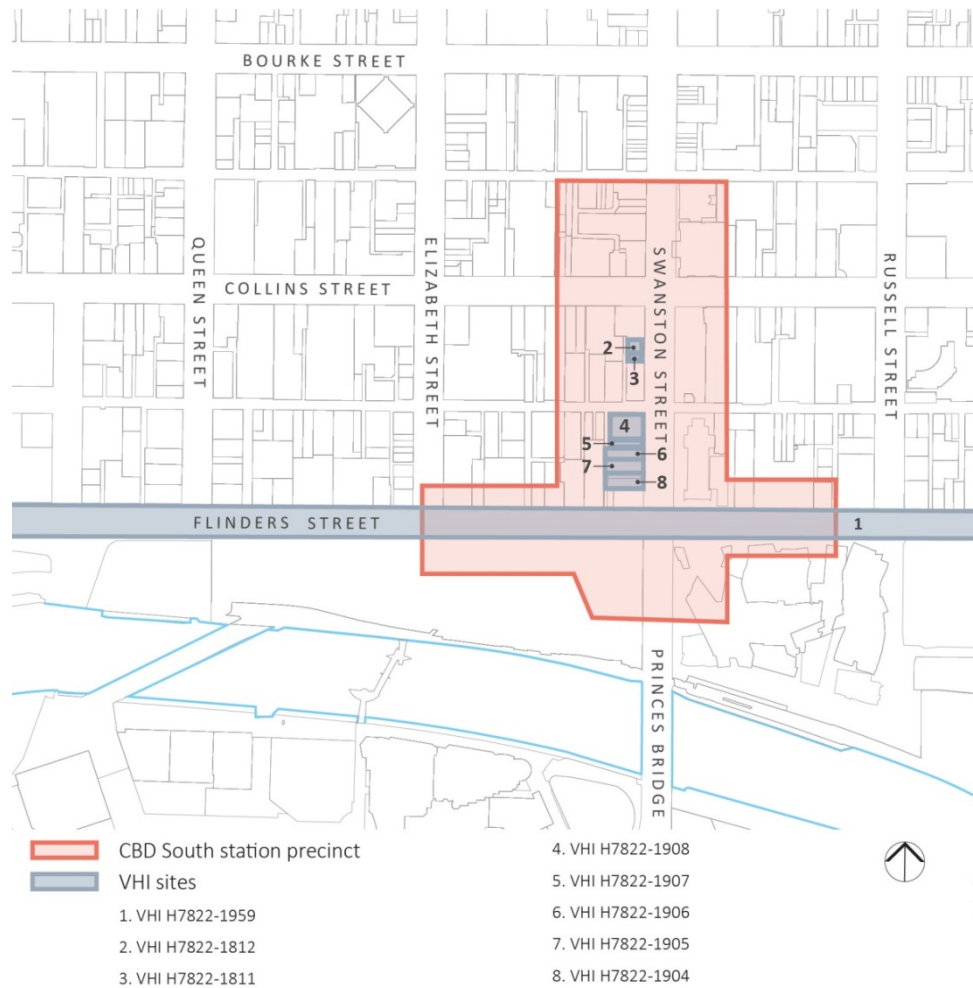 BOURKE STREET
QUEEN STREET
COLLINS STREET
ELIZABETH STREET
SWANSTON STREET
RUSSELL STREET
2
3
4
5
6
7
8
FLINDERS STREET
1
PRINCES BRIDGE
CBD South station precinct
VHI sites
1. VHI H7822-1959
2. VHI H7822-1812
3. VHI H7822-1811
4. VHI H7822-1908
5. VHI H7822-1907
6. VHI H7822-1906
7. VHI H7822-1905
8. VHI H7822-1904